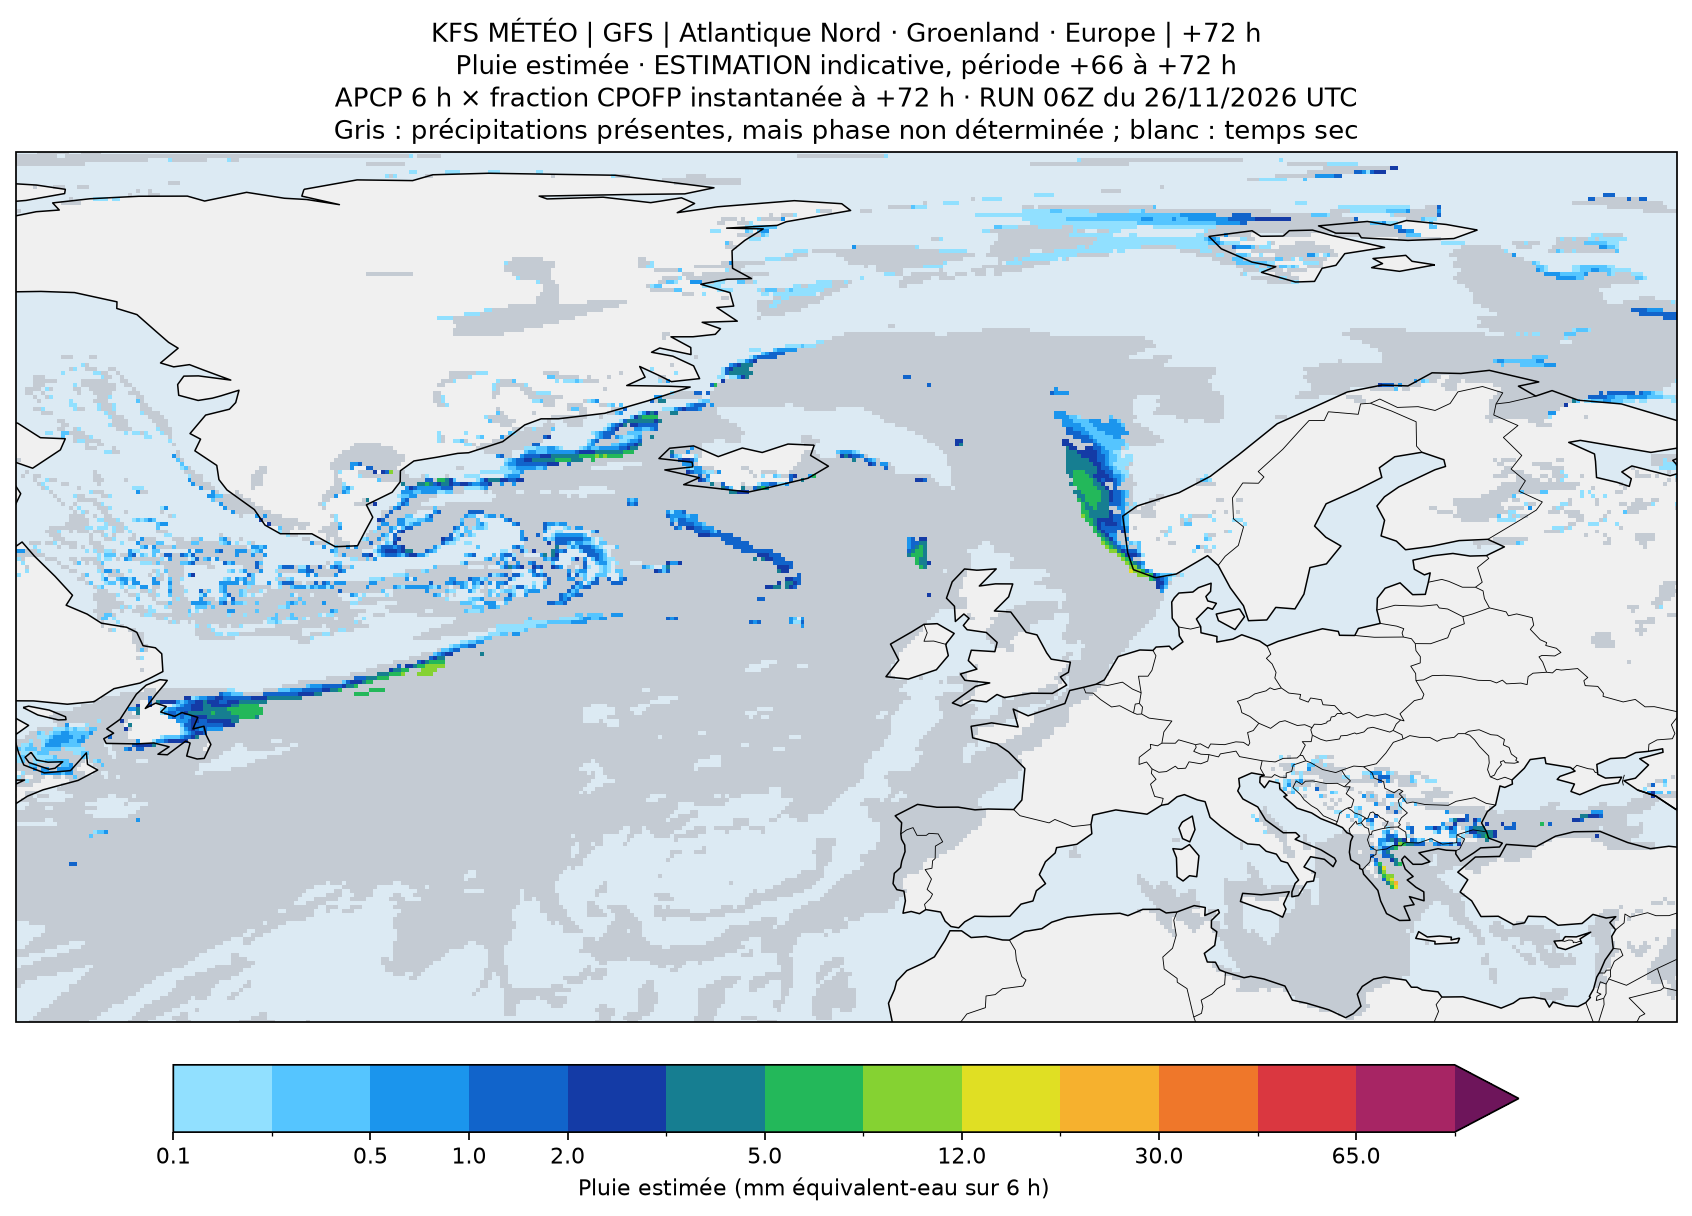 KFS MÉTÉO | GFS | Atlantique Nord · Groenland · Europe | +72 h
Pluie estimée · ESTIMATION indicative, période +66 à +72 h
APCP 6 h × fraction CPOFP instantanée à +72 h · RUN 06Z du 26/11/2026 UTC
Gris : précipitations présentes, mais phase non déterminée ; blanc : temps sec
0.1 0.5 1.0 2.0 5.0 12.0 30.0 65.0
Pluie estimée (mm équivalent-eau sur 6 h)